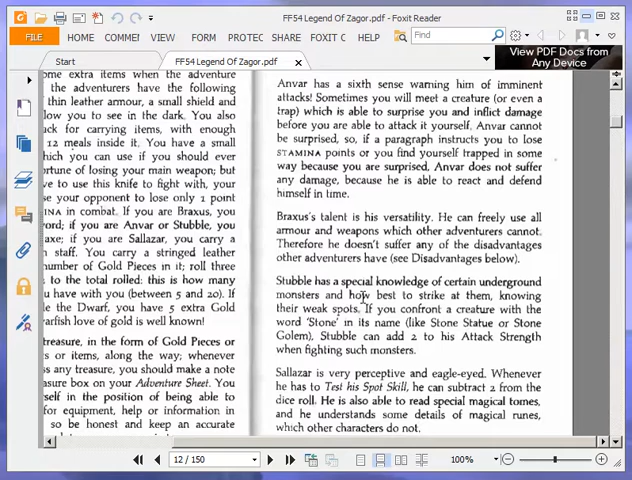 FF54 Legend Of Zagor.pdf - Foxit Reader
FILE HOME COMME VIEW FORM PROTEC SHARE FOXIT C HELP Find
Start FF54 Legend Of Zagor.pdf
View PDF Docs from
Any Device
me extra items when the adventure
the adventurers have the following
thin leather armour, a small shield and
low you to see in the dark. You also
ck for carrying items, with enough
12 meals inside it. You have a small
hich you can use if you should ever
rtune of losing your main weapon; but
ve to use this knife to fight with, your
se your opponent to lose only 1 point
NA in combat. If you are Braxus, you
ord; if you are Anvar or Stubble, you
axe; if you are Sallazar, you carry a
staff. You carry a stringed leather
number of Gold Pieces in it; roll three
to the total rolled: this is how many
u have with you (between 5 and 20). If
le the Dwarf, you have 5 extra Gold
varfish love of gold is well known!
treasure, in the form of Gold Pieces or
s or items, along the way; whenever
ss any treasure, you should make a note
asure box on your Adventure Sheet. You
self in the position of being able to
for equipment, help or information in
so be honest and keep an accurate
Anvar has a sixth sense warning him of imminent
attacks! Sometimes you will meet a creature (or even a
trap) which is able to surprise you and inflict damage
before you are able to attack it yourself. Anvar cannot
be surprised, so, if a paragraph instructs you to lose
STAMINA points or you find yourself trapped in some
way because you are surprised, Anvar does not suffer
any damage, because he is able to react and defend
himself in time.
Braxus's talent is his versatility. He can freely use all
armour and weapons which other adventurers cannot.
Therefore he doesn't suffer any of the disadvantages
other adventurers have (see Disadvantages below).
Stubble has a special knowledge of certain underground
monsters and how best to strike at them, knowing
their weak spots. If you confront a creature with the
word 'Stone' in its name (like Stone Statue or Stone
Golem), Stubble can add 2 to his Attack Strength
when fighting such monsters.
Sallazar is very perceptive and eagle-eyed. Whenever
he has to Test his Spot Skill, he can subtract 2 from the
dice roll. He is also able to read special magical tomes,
and he understands some details of magical runes,
which other characters do not.
12 / 150 100%